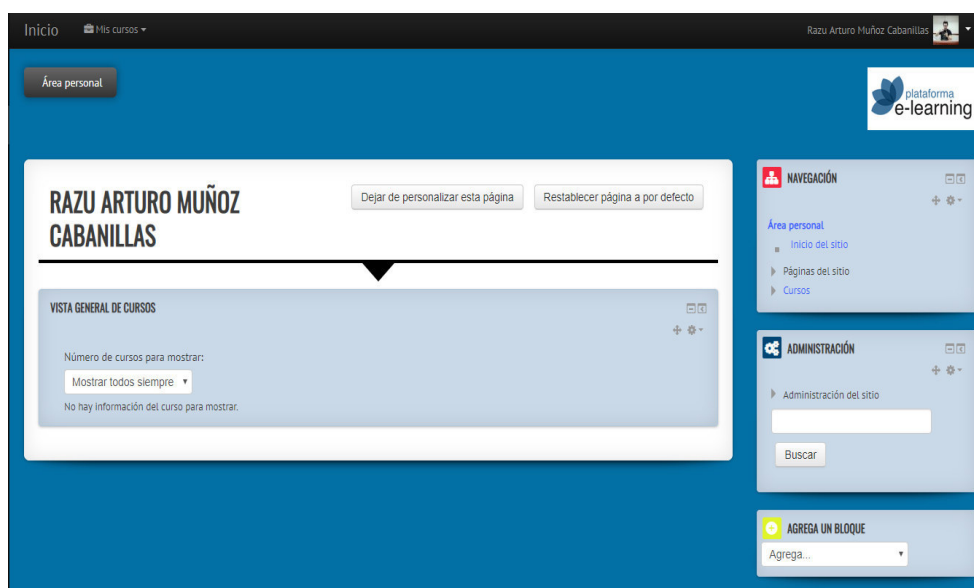 Inicio
Mis cursos
Razu Arturo Muñoz Cabanillas
Área personal
plataforma
e-learning
RAZU ARTURO MUÑOZ
CABANILLAS
Dejar de personalizar esta página
Restablecer página a por defecto
VISTA GENERAL DE CURSOS
Número de cursos para mostrar:
Mostrar todos siempre
No hay información del curso para mostrar.
NAVEGACIÓN
Área personal
Inicio del sitio
Páginas del sitio
Cursos
ADMINISTRACIÓN
Administración del sitio
Buscar
AGREGA UN BLOQUE
Agrega...